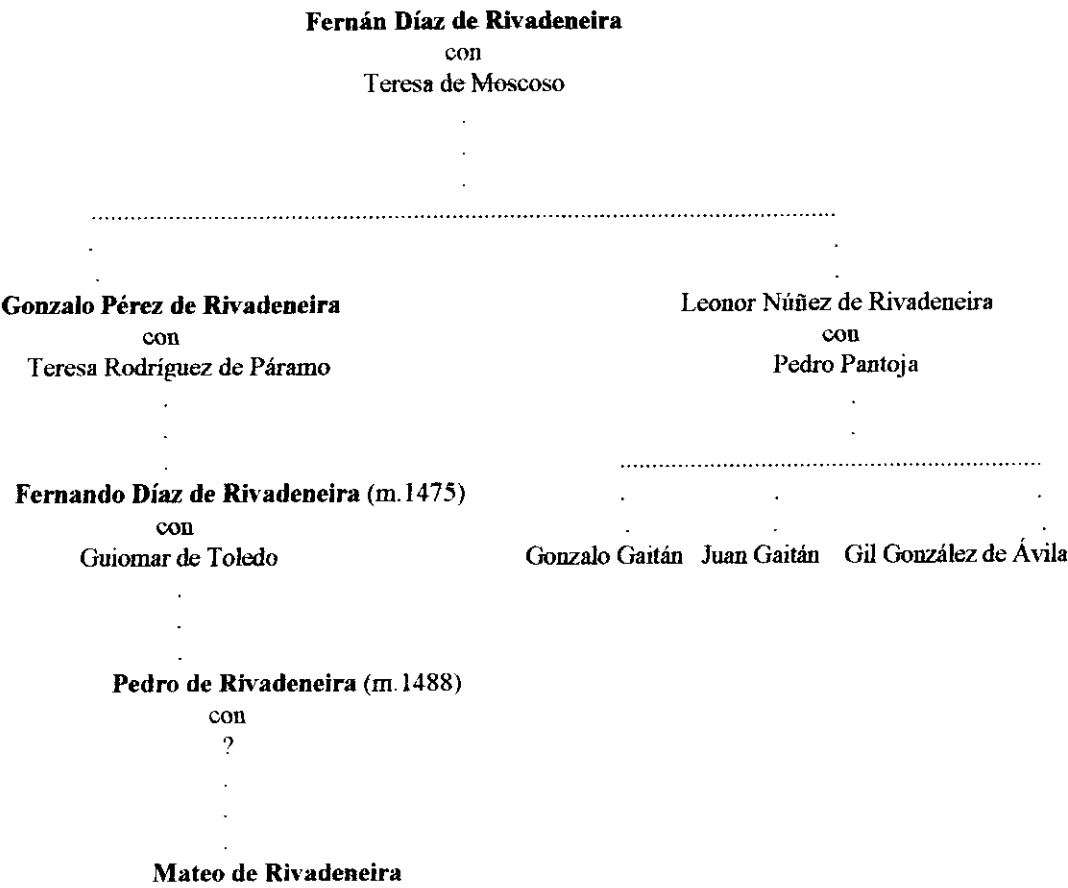 Fernán Díaz de Rivadeneira
con
Teresa de Moscoso
Gonzalo Pérez de Rivadeneira
con
Teresa Rodríguez de Páramo
Leonor Núñez de Rivadeneira
con
Pedro Pantoja
Fernando Díaz de Rivadeneira (m.1475)
con
Guiomar de Toledo
Gonzalo Gaitán Juan Gaitán Gil González de Ávila
Pedro de Rivadeneira (m.1488)
con
?
Mateo de Rivadeneira